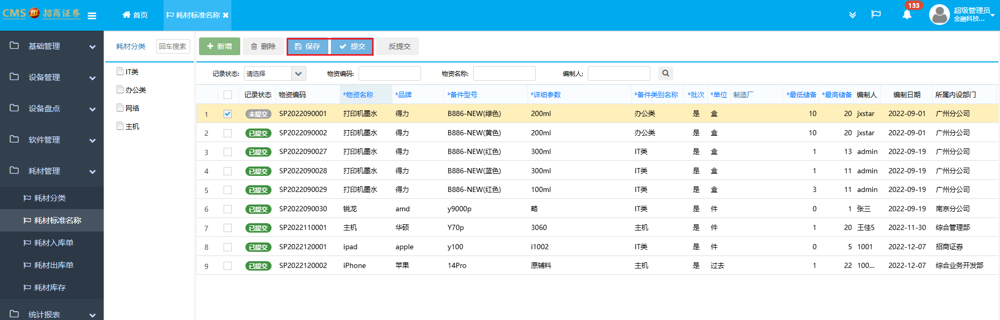 CMS 招商证券
首页
耗材标准名称
133
超级管理员
金融科技...
基础管理
设备管理
设备盘点
软件管理
耗材管理
耗材分类
耗材标准名称
耗材入库单
耗材出库单
耗材库存
统计报表
耗材分类 回车搜索
IT类
办公类
网络
主机
新增 删除 保存 提交 反提交
记录状态: 请选择 物资编码: 物资名称: 编制人:
记录状态 物资编码 *物资名称 *品牌 *备件型号 *详细参数 *备件类别名称 *批次 *单位 制造厂 *最低储备 *最高储备 编制人 编制日期 所属内设部门
1 未提交 SP2022090001 打印机墨水 得力 B886-NEW(绿色) 200ml 办公类 是 盒 10 20 jxstar 2022-09-01 广州分公司
2 已提交 SP2022090002 打印机墨水 得力 B886-NEW(黄色) 200ml 办公类 是 盒 10 20 jxstar 2022-09-01 广州分公司
3 已提交 SP2022090027 打印机墨水 得力 B886-NEW(红色) 300ml IT类 是 盒 1 13 admin 2022-09-19 广州分公司
4 已提交 SP2022090028 打印机墨水 得力 B886-NEW(蓝色) 300ml IT类 是 盒 1 11 admin 2022-09-19 广州分公司
5 已提交 SP2022090029 打印机墨水 得力 B886-NEW(红色) 100ml IT类 是 盒 3 11 admin 2022-09-19 广州分公司
6 已提交 SP2022090030 锐龙 amd y9000p 略 IT类 是 件 0 1 张三 2022-09-19 南京分公司
7 已提交 SP2022110001 主机 华硕 Y70p 3060 主机 是 件 1 20 王佳5 2022-11-30 综合管理部
8 已提交 SP2022120001 ipad apple y100 i1002 IT类 是 件 0 5 1001 2022-12-07 招商证券
9 已提交 SP2022120002 iPhone 苹果 14Pro 原辅料 主机 是 过去 1 22 100... 2022-12-07 综合业务开发部